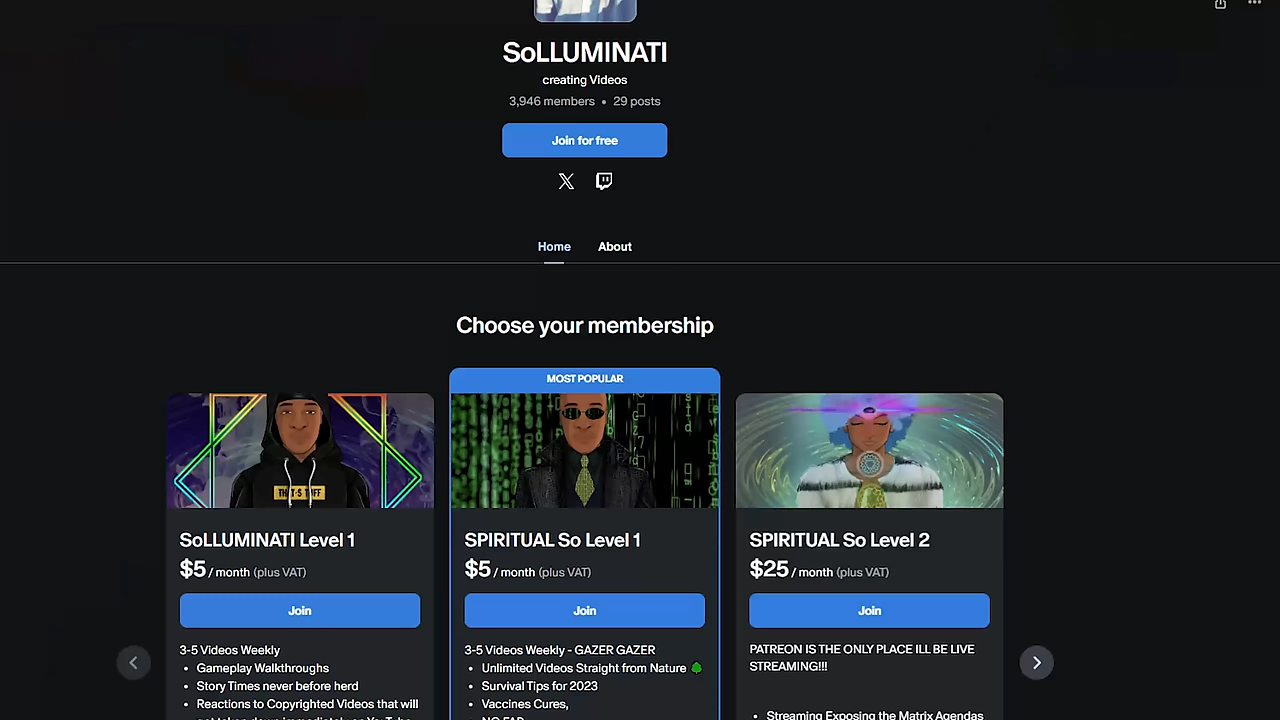 SoLLUMINATI
creating Videos
3,946 members • 29 posts
Join for free
Home About
Choose your membership
MOST POPULAR
SoLLUMINATI Level 1
$5 / month (plus VAT)
Join
3-5 Videos Weekly
• Gameplay Walkthroughs
• Story Times never before herd
• Reactions to Copyrighted Videos that will
SPIRITUAL So Level 1
$5 / month (plus VAT)
Join
3-5 Videos Weekly - GAZER GAZER
• Unlimited Videos Straight from Nature 🌳
• Survival Tips for 2023
• Vaccines Cures,
• NO FAP
SPIRITUAL So Level 2
$25 / month (plus VAT)
Join
PATREON IS THE ONLY PLACE ILL BE LIVE
STREAMING!!!
• Streaming Exposing the Matrix Agendas